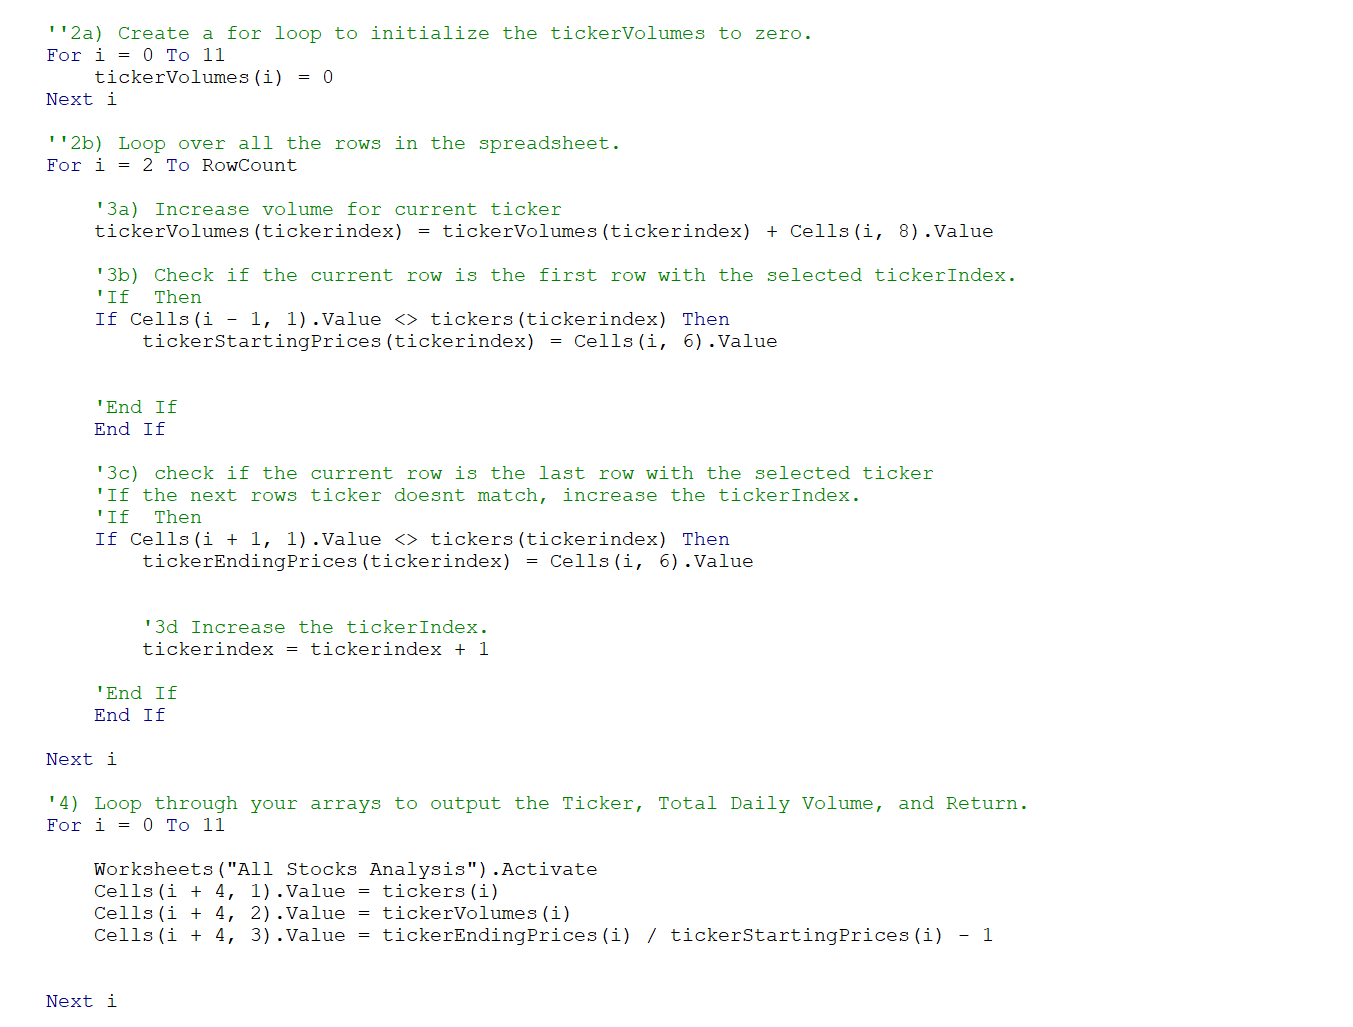 ''2a) Create a for loop to initialize the tickerVolumes to zero.
For i = 0 To 11
    tickerVolumes(i) = 0
Next i

''2b) Loop over all the rows in the spreadsheet.
For i = 2 To RowCount

    '3a) Increase volume for current ticker
    tickerVolumes(tickerindex) = tickerVolumes(tickerindex) + Cells(i, 8).Value

    '3b) Check if the current row is the first row with the selected tickerIndex.
    'If  Then
    If Cells(i - 1, 1).Value <> tickers(tickerindex) Then
        tickerStartingPrices(tickerindex) = Cells(i, 6).Value


    'End If
    End If

    '3c) check if the current row is the last row with the selected ticker
    'If the next rows ticker doesnt match, increase the tickerIndex.
    'If  Then
    If Cells(i + 1, 1).Value <> tickers(tickerindex) Then
        tickerEndingPrices(tickerindex) = Cells(i, 6).Value


        '3d Increase the tickerIndex.
        tickerindex = tickerindex + 1

    'End If
    End If

Next i

'4) Loop through your arrays to output the Ticker, Total Daily Volume, and Return.
For i = 0 To 11

    Worksheets("All Stocks Analysis").Activate
    Cells(i + 4, 1).Value = tickers(i)
    Cells(i + 4, 2).Value = tickerVolumes(i)
    Cells(i + 4, 3).Value = tickerEndingPrices(i) / tickerStartingPrices(i) - 1


Next i